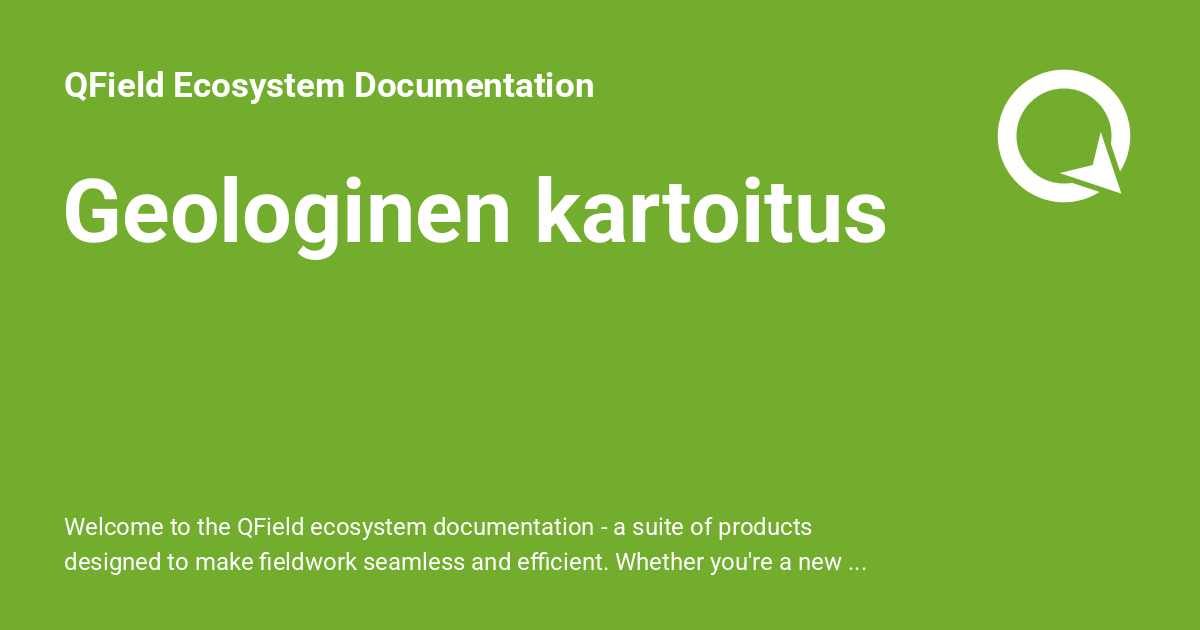 QField Ecosystem Documentation
Geologinen kartoitus
Welcome to the QField ecosystem documentation - a suite of products
designed to make fieldwork seamless and efficient. Whether you're a new ...